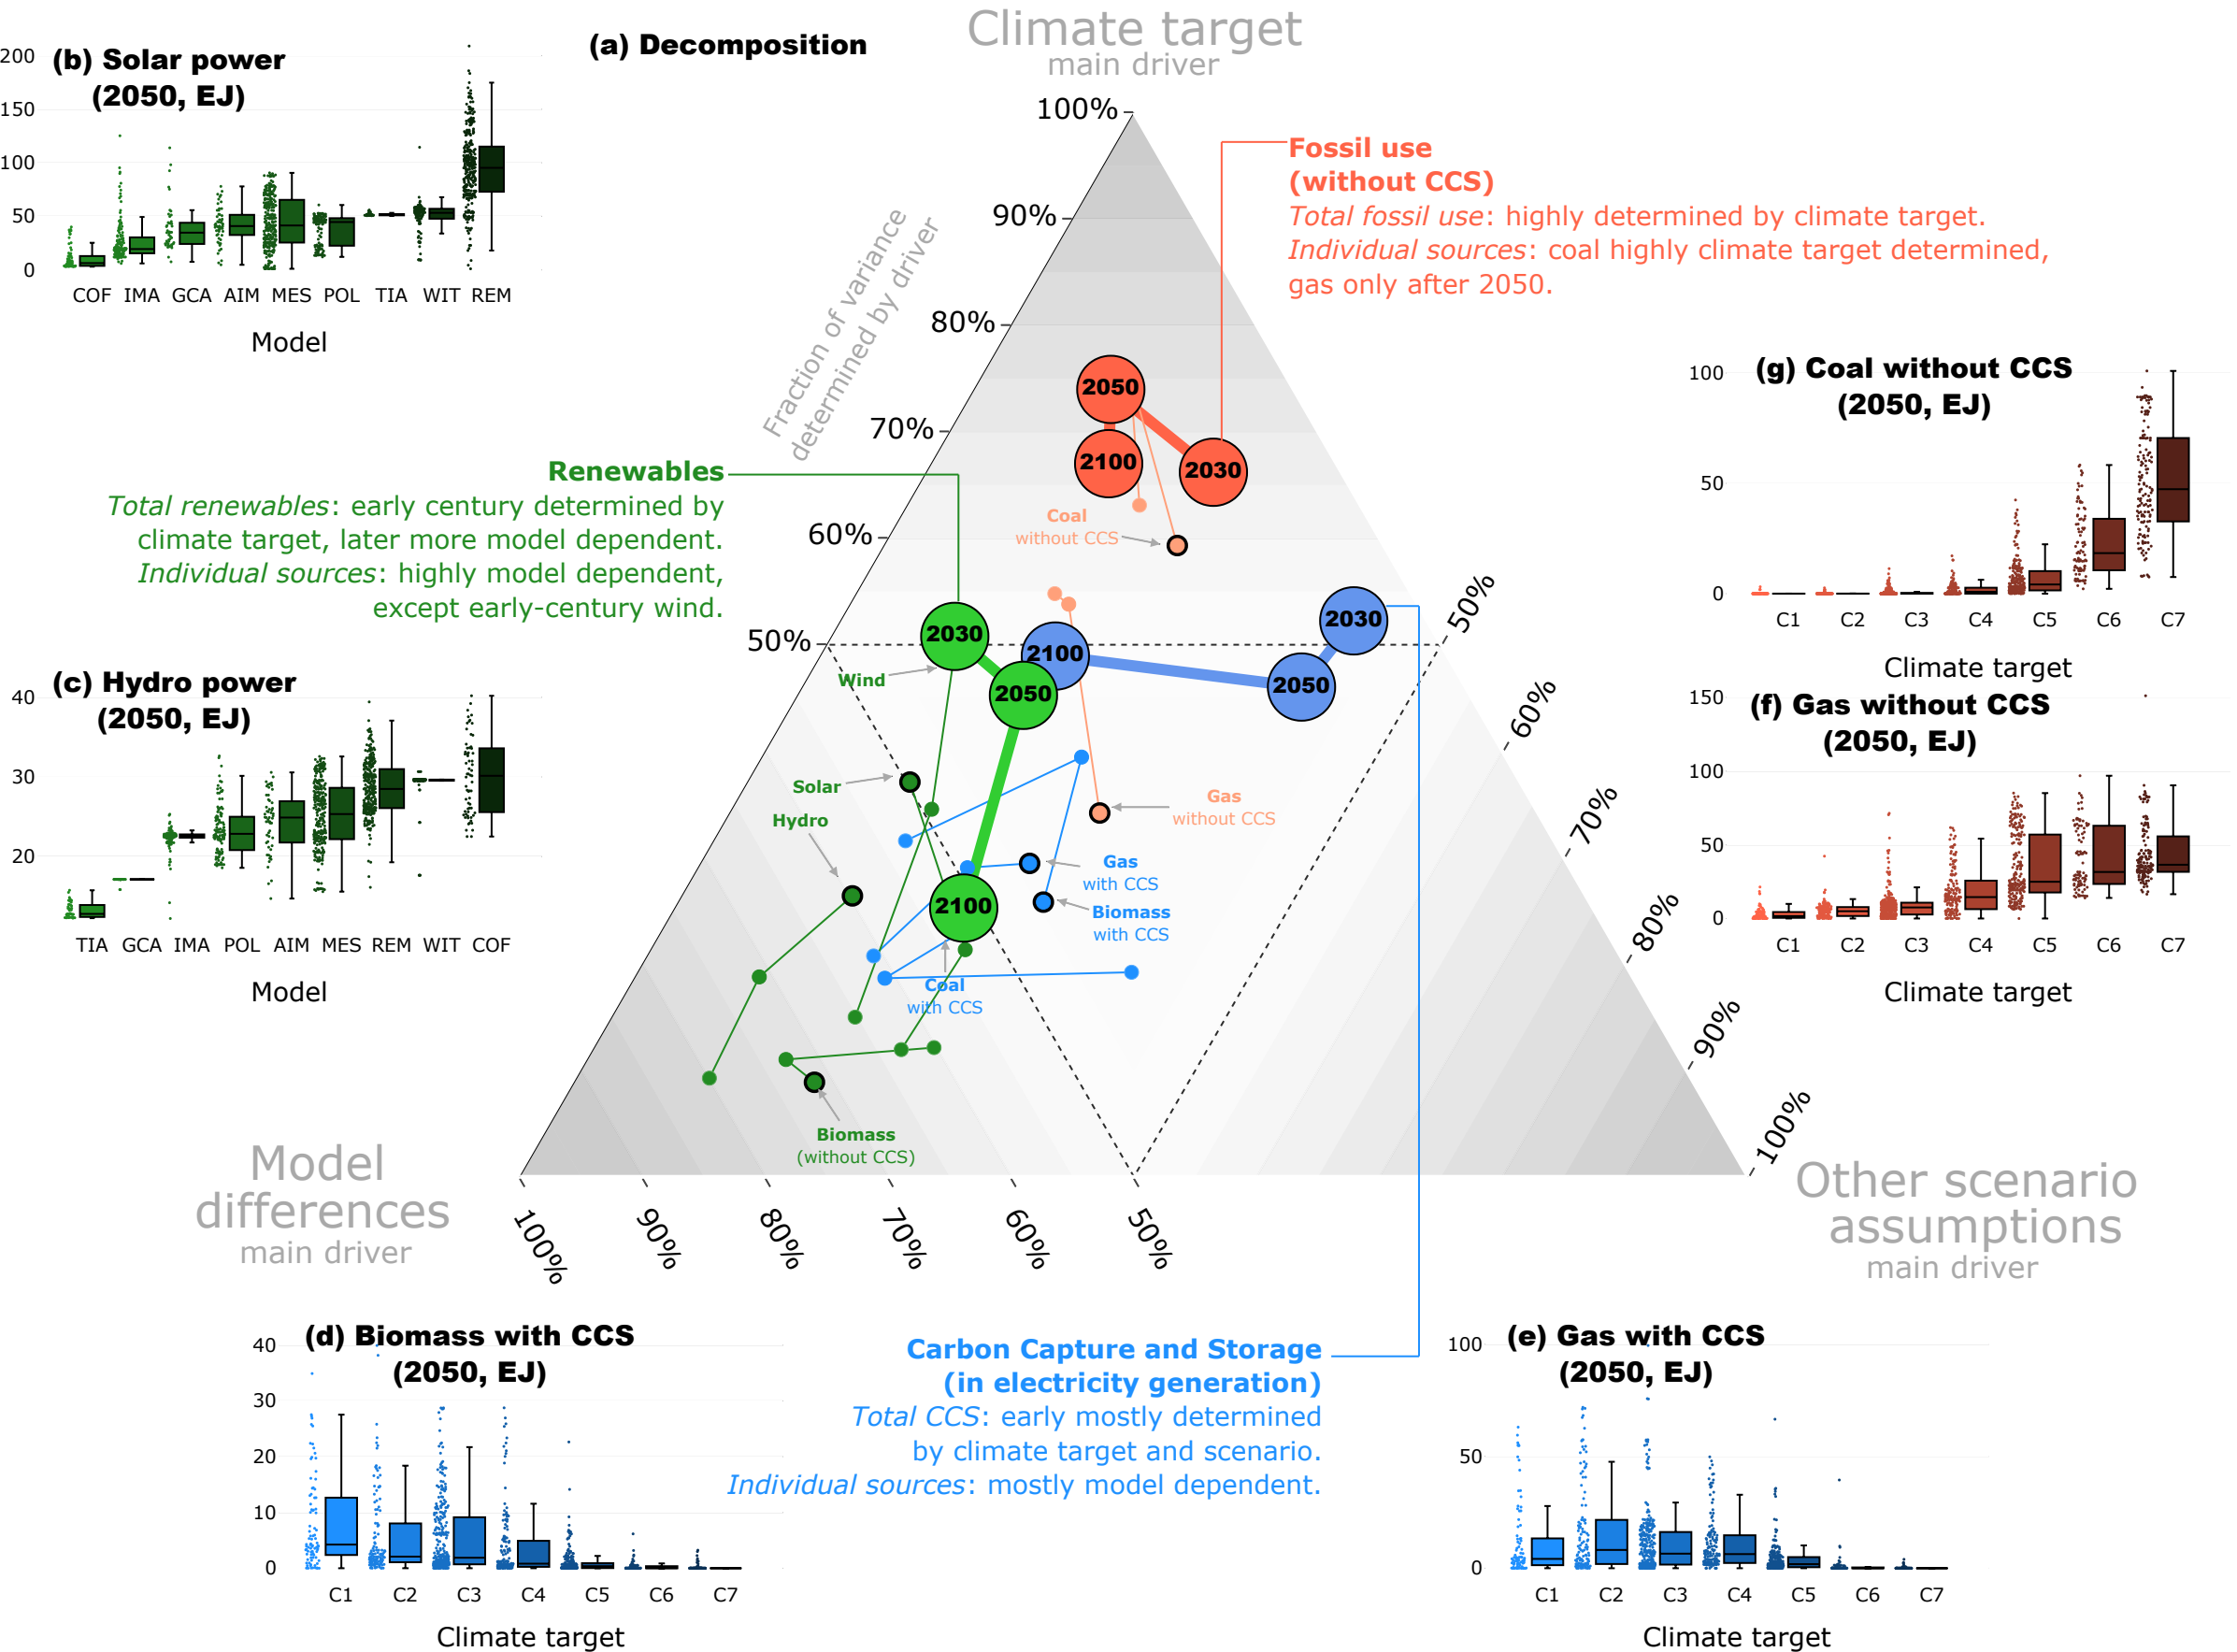 (a) Decomposition
Climate target
main driver
100%
90%
80%
70%
60%
50%
Fraction of variance
determined by driver
50%
60%
70%
80%
90%
100%
100%
90%
80%
70%
60%
50%
Model
differences
main driver
Other scenario
assumptions
main driver
Fossil use
(without CCS)
Total fossil use: highly determined by climate target.
Individual sources: coal highly climate target determined,
gas only after 2050.
Renewables
Total renewables: early century determined by
climate target, later more model dependent.
Individual sources: highly model dependent,
except early-century wind.
Carbon Capture and Storage
(in electricity generation)
Total CCS: early mostly determined
by climate target and scenario.
Individual sources: mostly model dependent.
2050
2100
2030
2030
2050
2100
2100
2050
2030
Coal
without CCS
Wind
Solar
Hydro
Gas
without CCS
Gas
with CCS
Biomass
with CCS
Coal
with CCS
Biomass
(without CCS)
(b) Solar power
(2050, EJ)
200
150
100
50
0
COF IMA GCA AIM MES POL TIA WIT REM
Model
(c) Hydro power
(2050, EJ)
40
30
20
TIA GCA IMA POL AIM MES REM WIT COF
Model
(d) Biomass with CCS
(2050, EJ)
40
30
20
10
0
C1 C2 C3 C4 C5 C6 C7
Climate target
(e) Gas with CCS
(2050, EJ)
100
50
0
C1 C2 C3 C4 C5 C6 C7
Climate target
(g) Coal without CCS
(2050, EJ)
100
50
0
C1 C2 C3 C4 C5 C6 C7
Climate target
(f) Gas without CCS
(2050, EJ)
150
100
50
0
C1 C2 C3 C4 C5 C6 C7
Climate target